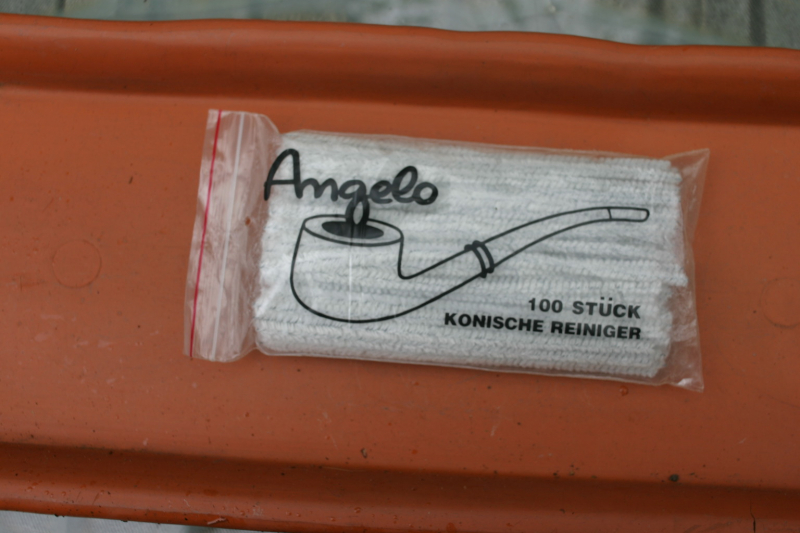 Angelo
100 STÜCK
KONISCHE REINIGER